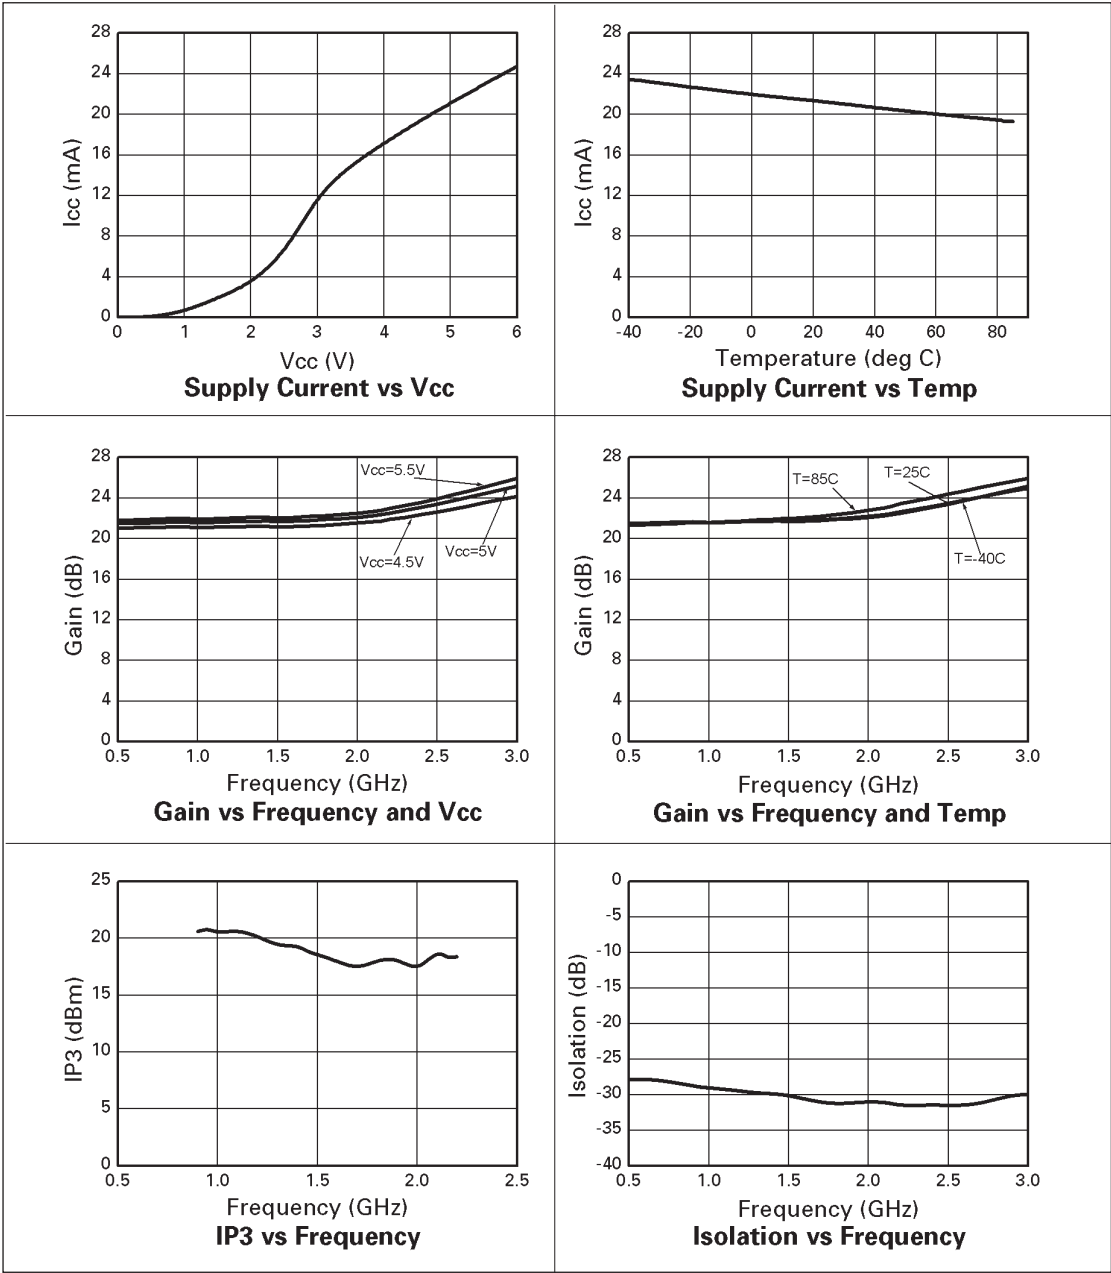 28
24
20
16
12
8
4
0
Icc (mA)
0 1 2 3 4 5 6
Vcc (V)
Supply Current vs Vcc
28
24
20
16
12
8
4
0
Icc (mA)
-40 -20 0 20 40 60 80
Temperature (deg C)
Supply Current vs Temp
28
24
20
16
12
8
4
0
Gain (dB)
Vcc=5.5V
Vcc=5V
Vcc=4.5V
0.5 1.0 1.5 2.0 2.5 3.0
Frequency (GHz)
Gain vs Frequency and Vcc
28
24
20
16
12
8
4
0
Gain (dB)
T=85C
T=25C
T=-40C
0.5 1.0 1.5 2.0 2.5 3.0
Frequency (GHz)
Gain vs Frequency and Temp
25
20
15
10
5
0
IP3 (dBm)
0.5 1.0 1.5 2.0 2.5
Frequency (GHz)
IP3 vs Frequency
0
-5
-10
-15
-20
-25
-30
-35
-40
Isolation (dB)
0.5 1.0 1.5 2.0 2.5 3.0
Frequency (GHz)
Isolation vs Frequency